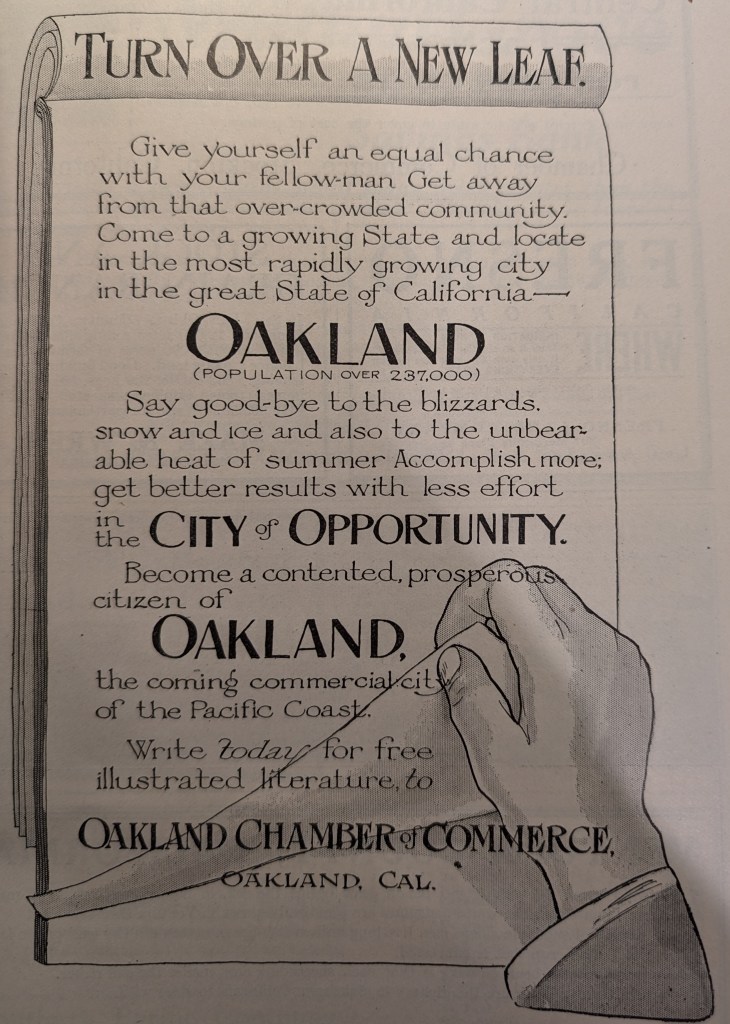 TURN OVER A NEW LEAF.
Give yourself an equal chance
with your fellow-man Get away
from that over-crowded community.
Come to a growing State and locate
in the most rapidly growing city
in the great State of California—
OAKLAND
(POPULATION OVER 237,000)
Say good-bye to the blizzards.
snow and ice and also to the unbear-
able heat of summer Accomplish more;
get better results with less effort
in the CITY of OPPORTUNITY.
Become a contented, prosperous
citizen of
OAKLAND,
the coming commercial city
of the Pacific Coast.
Write today for free
illustrated literature, to
OAKLAND CHAMBER of COMMERCE,
OAKLAND, CAL.